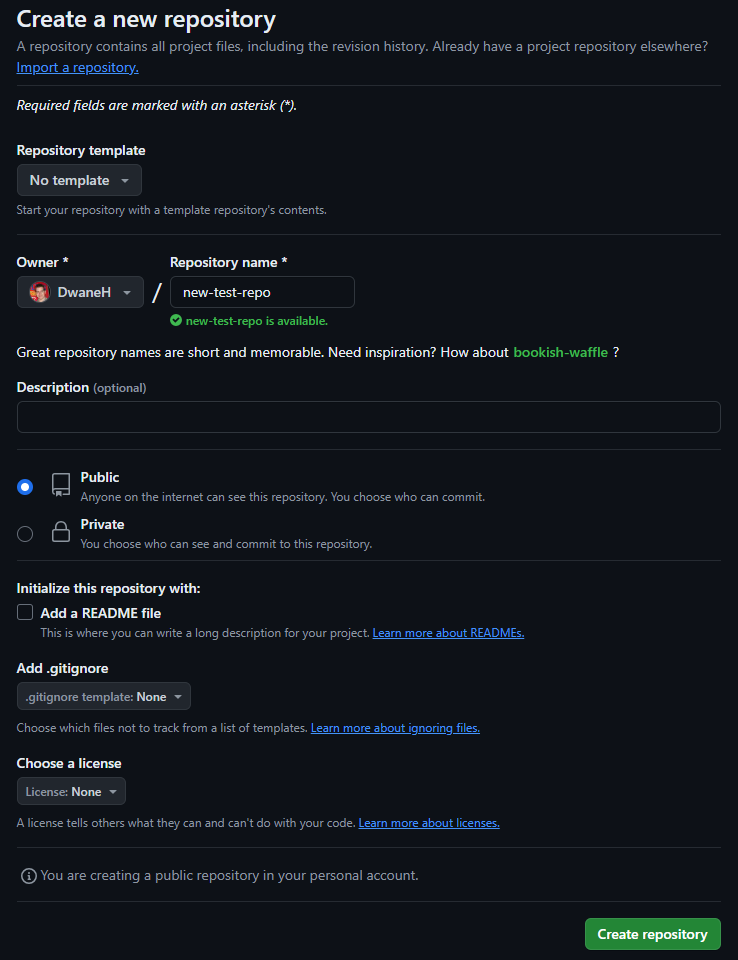 Create a new repository
A repository contains all project files, including the revision history. Already have a project repository elsewhere?
Import a repository.
Required fields are marked with an asterisk (*).
Repository template
No template
Start your repository with a template repository's contents.
Owner * Repository name *
DwaneH / new-test-repo
new-test-repo is available.
Great repository names are short and memorable. Need inspiration? How about bookish-waffle ?
Description (optional)
Public
Anyone on the internet can see this repository. You choose who can commit.
Private
You choose who can see and commit to this repository.
Initialize this repository with:
Add a README file
This is where you can write a long description for your project. Learn more about READMEs.
Add .gitignore
.gitignore template: None
Choose which files not to track from a list of templates. Learn more about ignoring files.
Choose a license
License: None
A license tells others what they can and can't do with your code. Learn more about licenses.
You are creating a public repository in your personal account.
Create repository